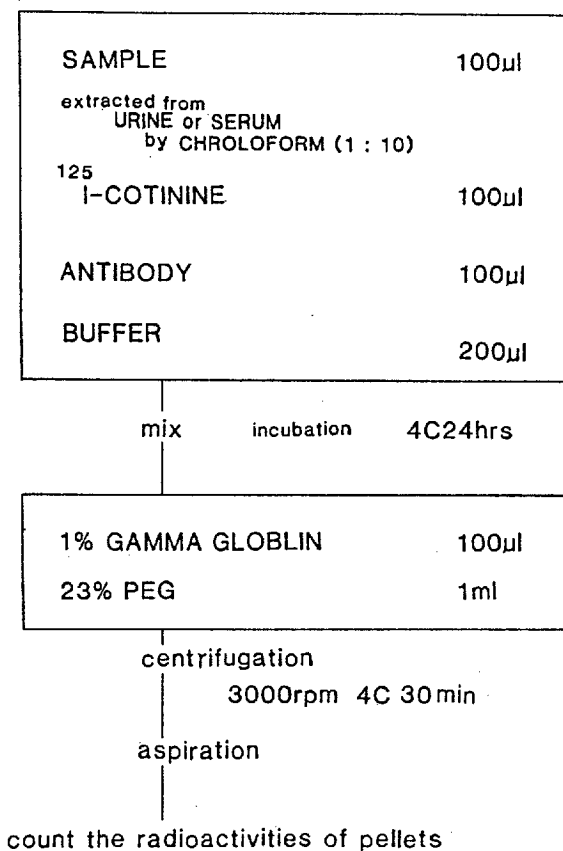 SAMPLE 100μl
extracted from
URINE or SERUM
by CHROLOFORM (1 : 10)
125
I-COTININE 100μl
ANTIBODY 100μl
BUFFER 200μl
mix incubation 4C24hrs
1% GAMMA GLOBLIN 100μl
23% PEG 1ml
centrifugation
3000rpm 4C 30min
aspiration
count the radioactivities of pellets